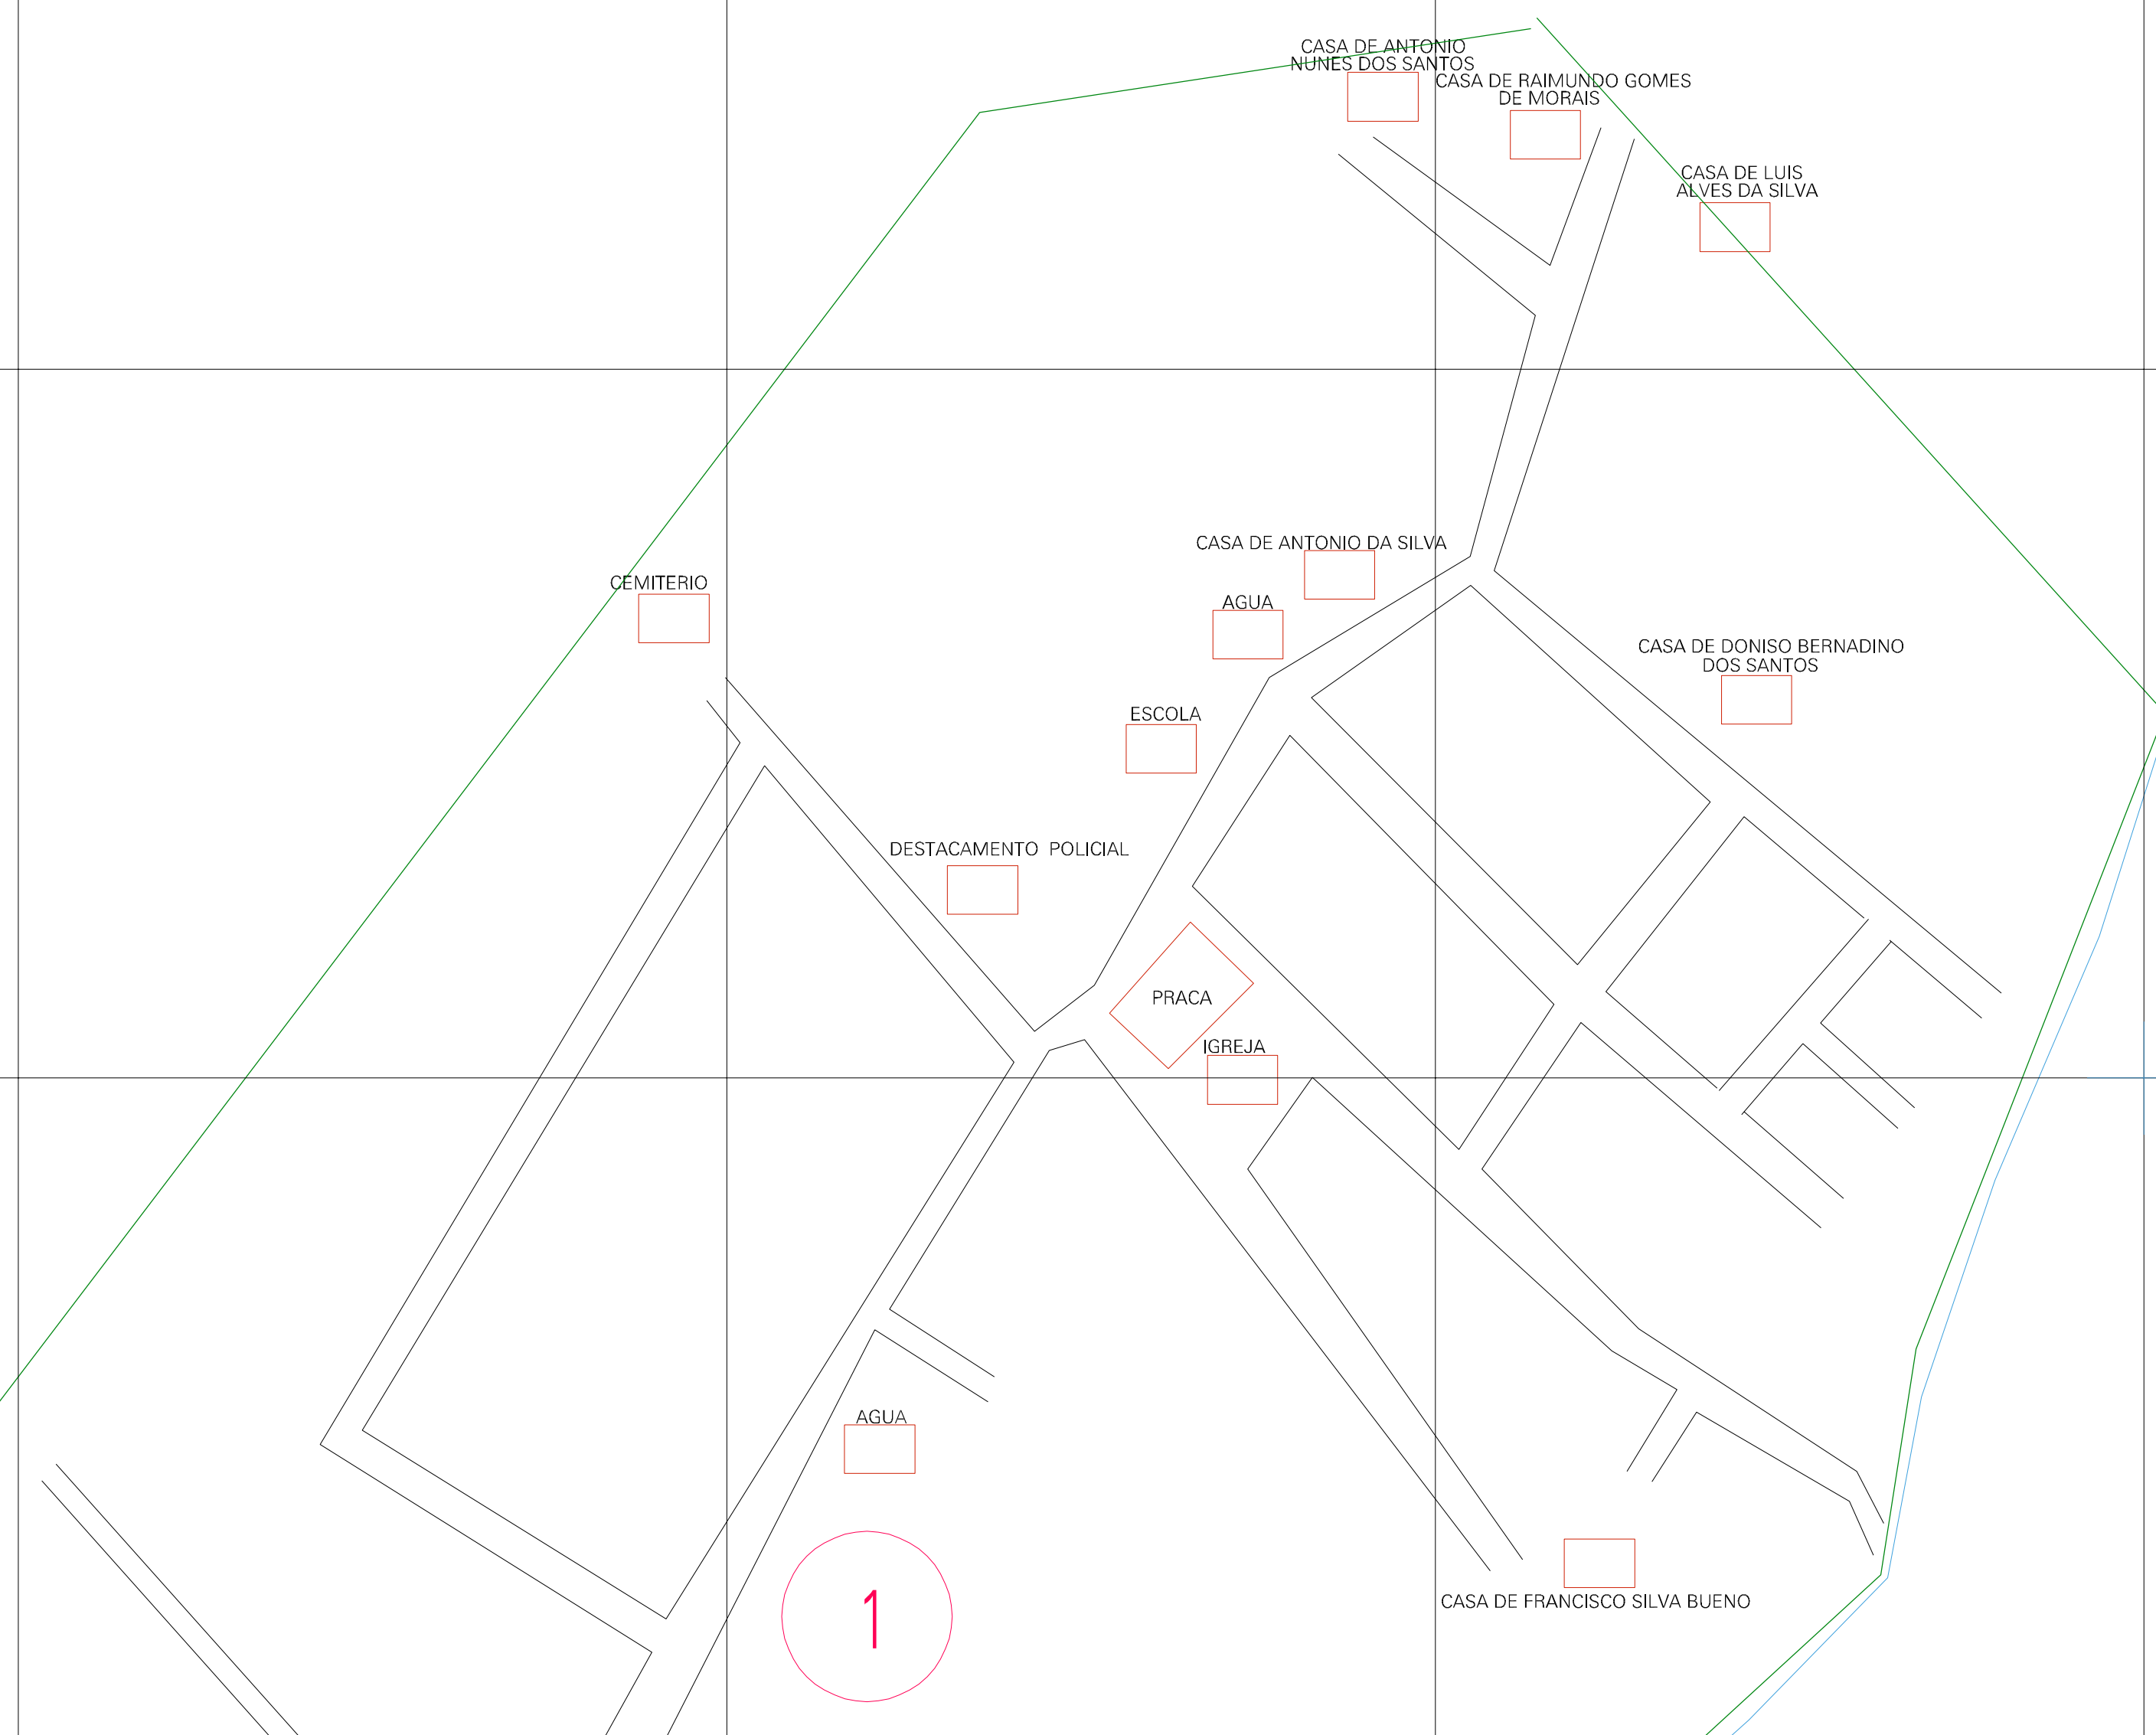 CASA DE ANTONIO
NUNES DOS SANTOS
CASA DE RAIMUNDO GOMES
DE MORAIS
CASA DE LUIS
ALVES DA SILVA
CASA DE ANTONIO DA SILVA
CEMITERIO
AGUA
CASA DE DONISO BERNADINO
DOS SANTOS
ESCOLA
DESTACAMENTO POLICIAL
PRACA
IGREJA
AGUA
1
CASA DE FRANCISCO SILVA BUENO